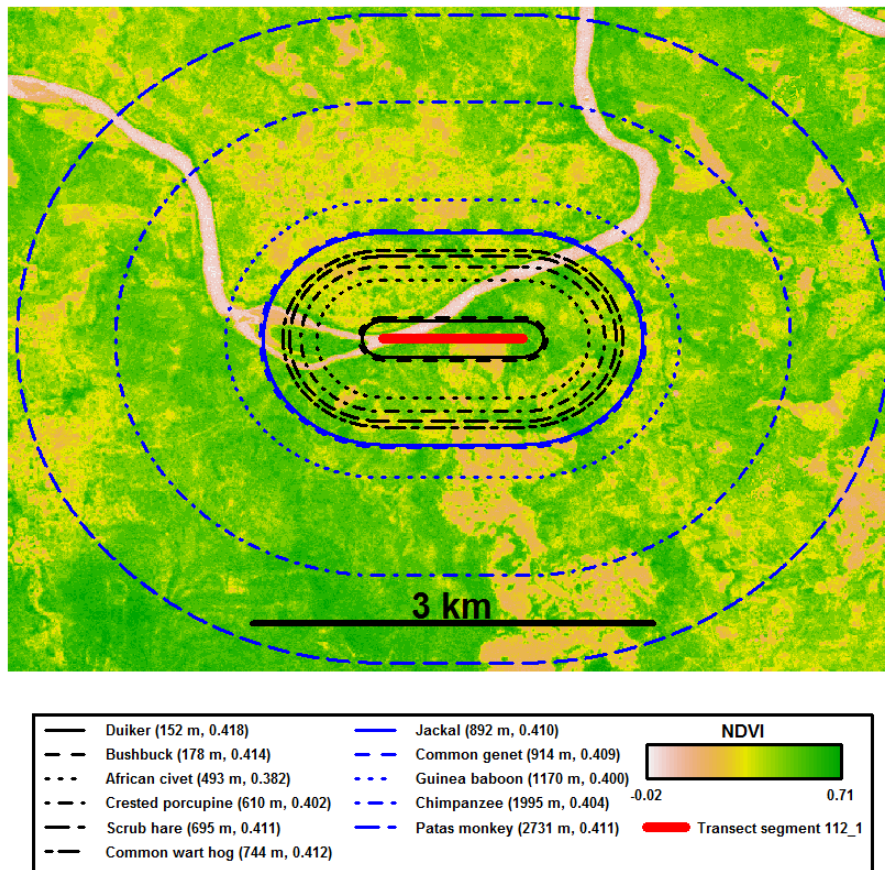 3 km
Duiker (152 m, 0.418)
Bushbuck (178 m, 0.414)
African civet (493 m, 0.382)
Crested porcupine (610 m, 0.402)
Scrub hare (695 m, 0.411)
Common wart hog (744 m, 0.412)
Jackal (892 m, 0.410)
Common genet (914 m, 0.409)
Guinea baboon (1170 m, 0.400)
Chimpanzee (1995 m, 0.404)
Patas monkey (2731 m, 0.411)
NDVI
-0.02 0.71
Transect segment 112_1